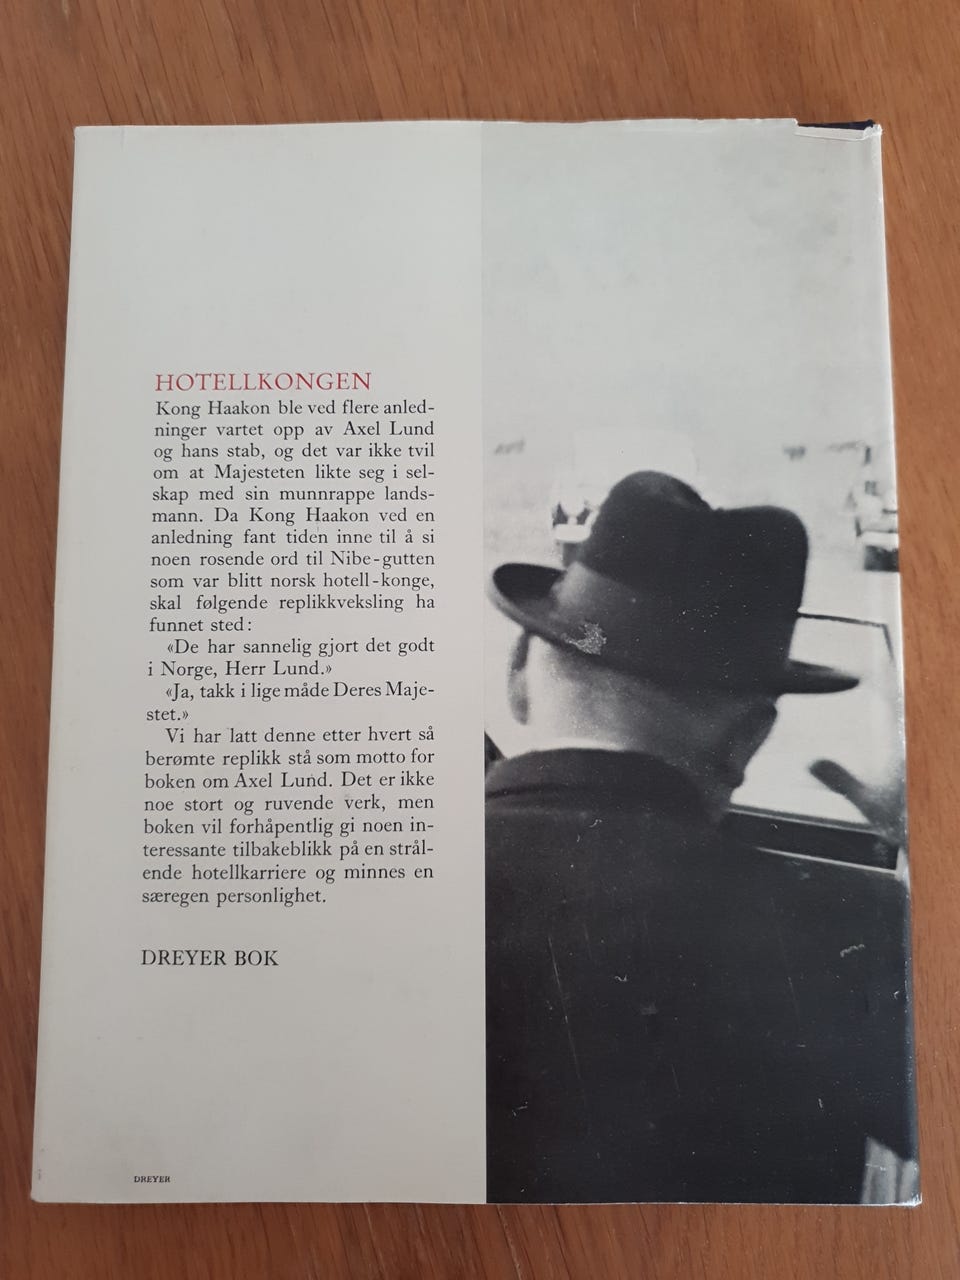 HOTELLKONGEN
Kong Haakon ble ved flere anled-
ninger vartet opp av Axel Lund
og hans stab, og det var ikke tvil
om at Majesteten likte seg i sel-
skap med sin munnrappe lands-
mann. Da Kong Haakon ved en
anledning fant tiden inne til å si
noen rosende ord til Nibe-gutten
som var blitt norsk hotell-konge,
skal følgende replikkveksling ha
funnet sted:
«De har sannelig gjort det godt
i Norge, Herr Lund.»
«Ja, takk i lige måde Deres Maje-
stet.»
Vi har latt denne etter hvert så
berømte replikk stå som motto for
boken om Axel Lund. Det er ikke
noe stort og ruvende verk, men
boken vil forhåpentlig gi noen in-
teressante tilbakeblikk på en strål-
ende hotellkarriere og minnes en
særegen personlighet.
DREYER BOK
DREYER